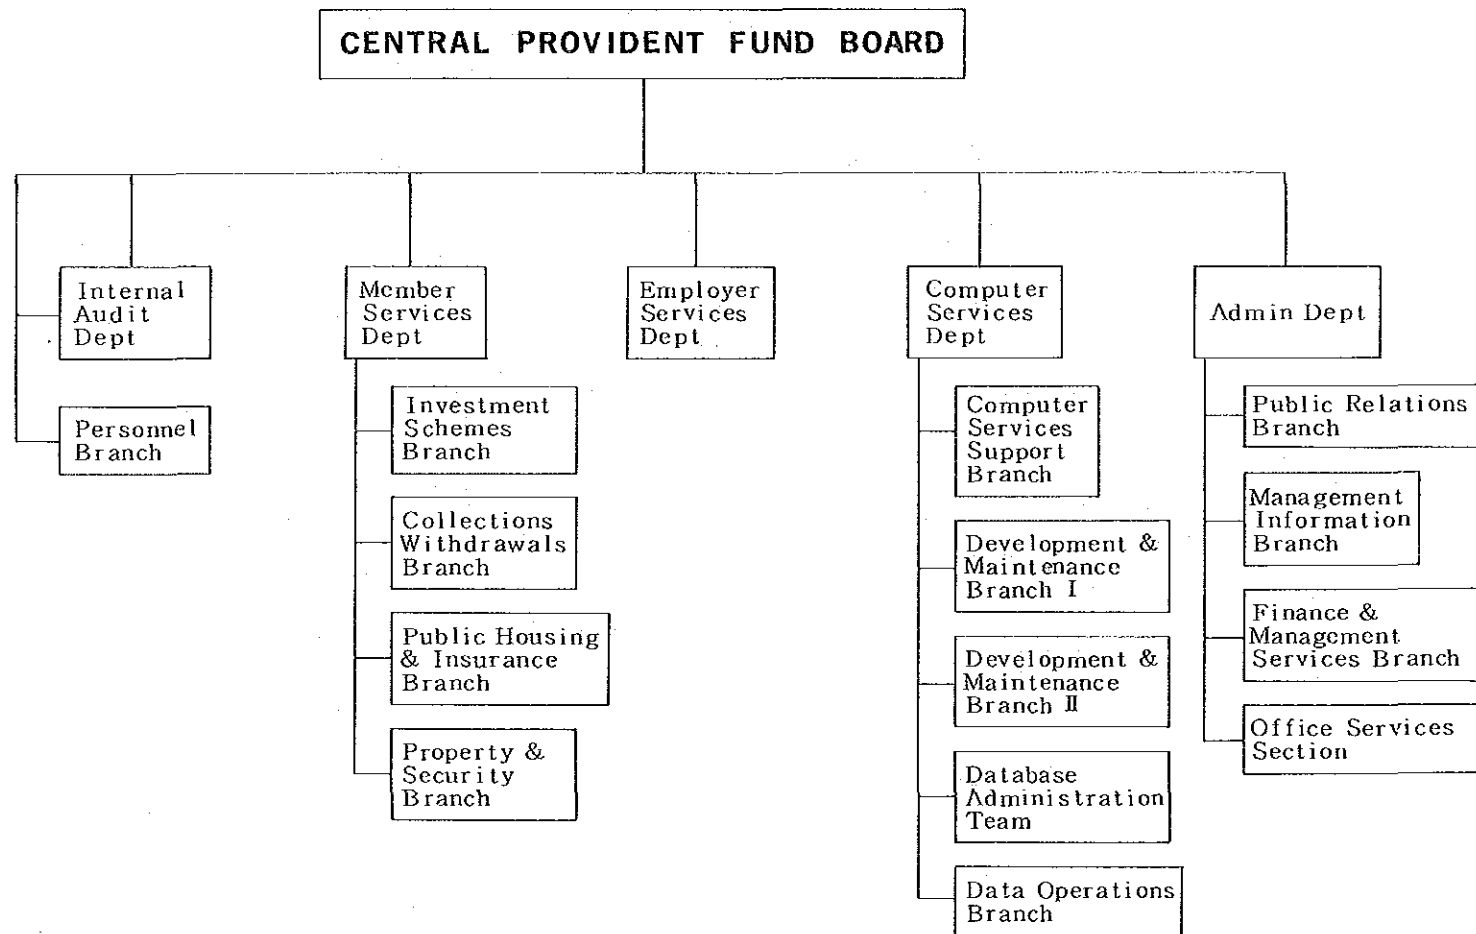 CENTRAL PROVIDENT FUND BOARD
Internal
Audit
Dept
Personnel
Branch
Member
Services
Dept
Investment
Schemes
Branch
Collections
Withdrawals
Branch
Public Housing
& Insurance
Branch
Property &
Security
Branch
Employer
Services
Dept
Computer
Services
Dept
Computer
Services
Support
Branch
Development &
Maintenance
Branch I
Development &
Maintenance
Branch II
Database
Administration
Team
Data Operations
Branch
Admin Dept
Public Relations
Branch
Management
Information
Branch
Finance &
Management
Services Branch
Office Services
Section